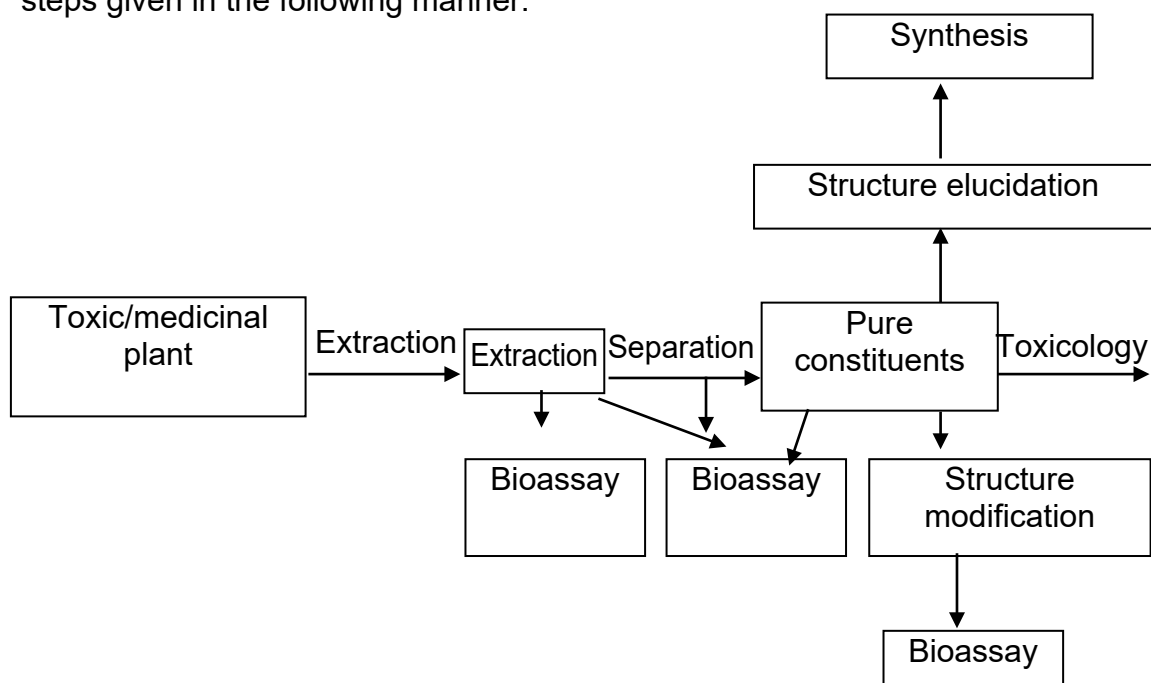 steps given in the following manner:
Synthesis
Structure elucidation
Toxic/medicinal
plant
Extraction
Extraction
Separation
Pure
constituents
Toxicology
Bioassay
Bioassay
Structure
modification
Bioassay